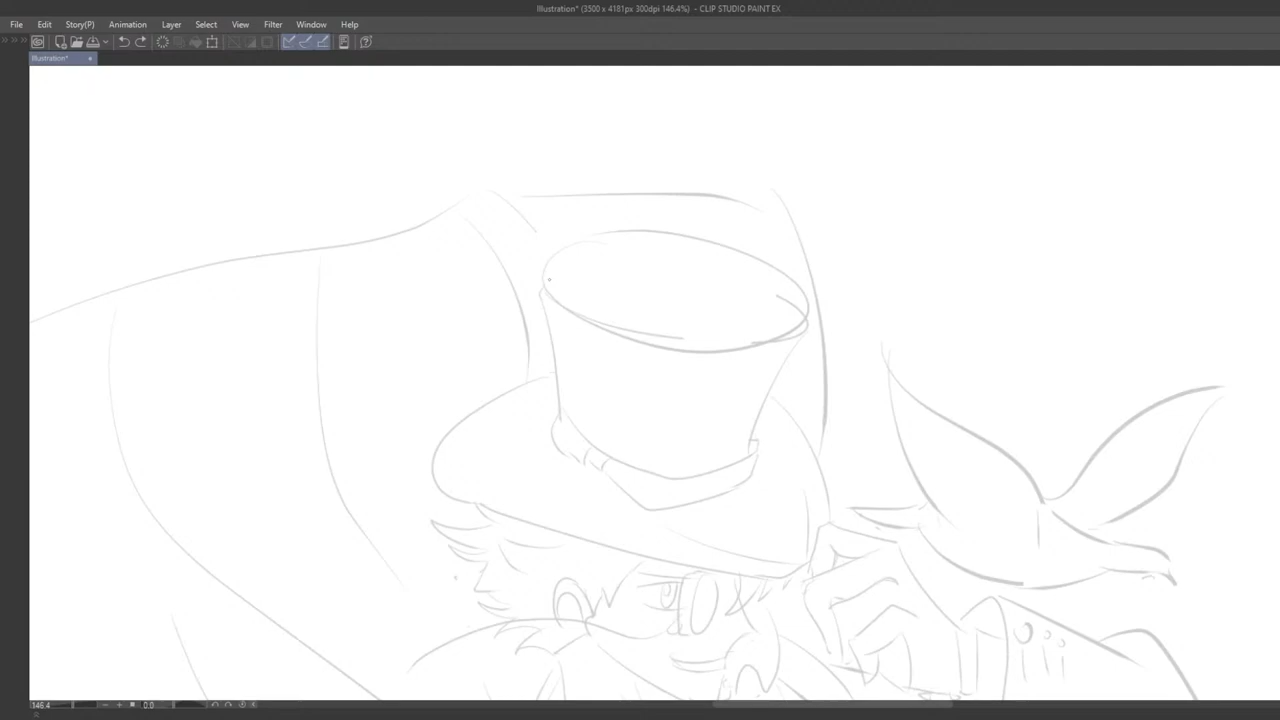 Illustration* (3500 x 4181px 300dpi 146.4%) - CLIP STUDIO PAINT EX
File Edit Story(P) Animation Layer Select View Filter Window Help
Illustration*
146.4 0.0